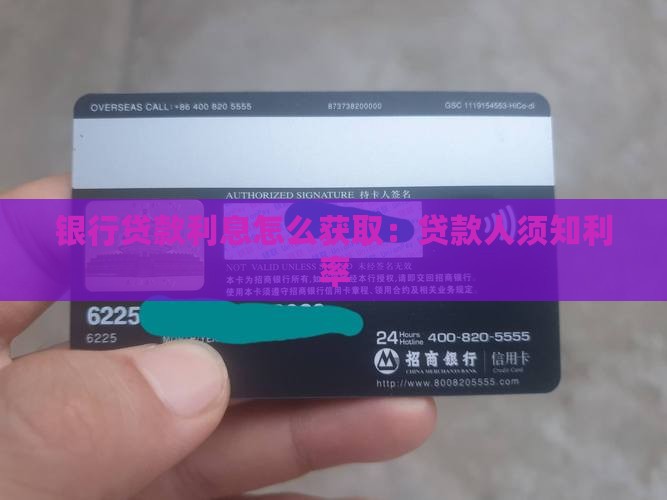 OVERSEAS CALL:+86 400 820 5555
873738200000
GSC 1119154553-HiCo-di
AUTHORIZED SIGNATURE 持卡人签名
银行贷款利息怎么获取：贷款人须知利
率
NOT VALID UNLESS SIGNED 未经签名无效
本卡为招商银行所有,如
本行授权,请即交回招商银行.
使用本卡须遵守招商银行信用卡章程、领用合约及相关业务规定.
6225
6225
24 Hours Hotline 400-820-5555
招商银行 信用卡
CHINA MERCHANTS BANK Credit Card
http://www.8008205555.com